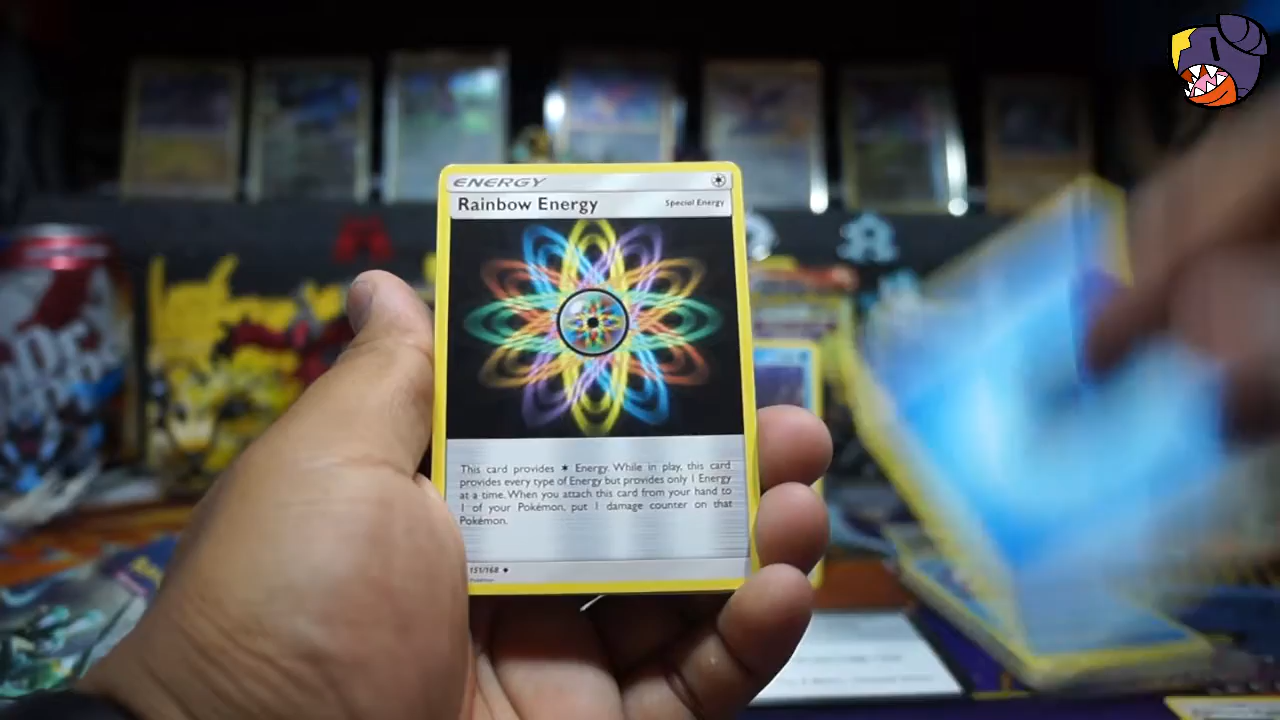 ENERGY
Rainbow Energy
Special Energy
This card provides ✶ Energy. While in play, this card
provides every type of Energy but provides only 1 Energy
at a time. When you attach this card from your hand to
1 of your Pokémon, put 1 damage counter on that
Pokémon.
151/168 ◆